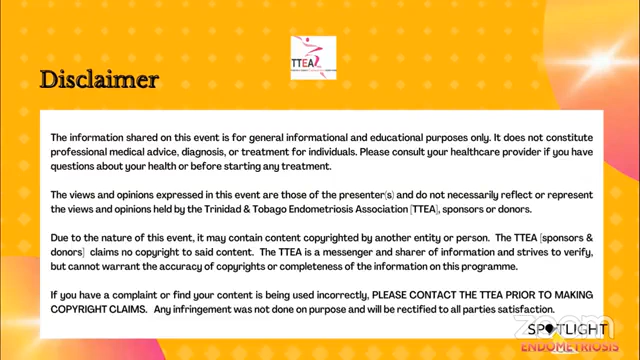 TTEA
Disclaimer
The information shared on this event is for general informational and educational purposes only. It does not constitute
professional medical advice, diagnosis, or treatment for individuals. Please consult your healthcare provider if you have
questions about your health or before starting any treatment.
The views and opinions expressed in this event are those of the presenter(s) and do not necessarily reflect or represent
the views and opinions held by the Trinidad & Tobago Endometriosis Association [TTEA], sponsors or donors.
Due to the nature of this event, it may contain content copyrighted by another entity or person. The TTEA [sponsors &
donors] claims no copyright to said content. The TTEA is a messenger and sharer of information and strives to verify,
but cannot warrant the accuracy of copyrights or completeness of the information on this programme.
If you have a complaint or find your content is being used incorrectly, PLEASE CONTACT THE TTEA PRIOR TO MAKING
COPYRIGHT CLAIMS. Any infringement was not done on purpose and will be rectified to all parties satisfaction.
zoom
SPOTLIGHT
ENDOMETRIOSIS